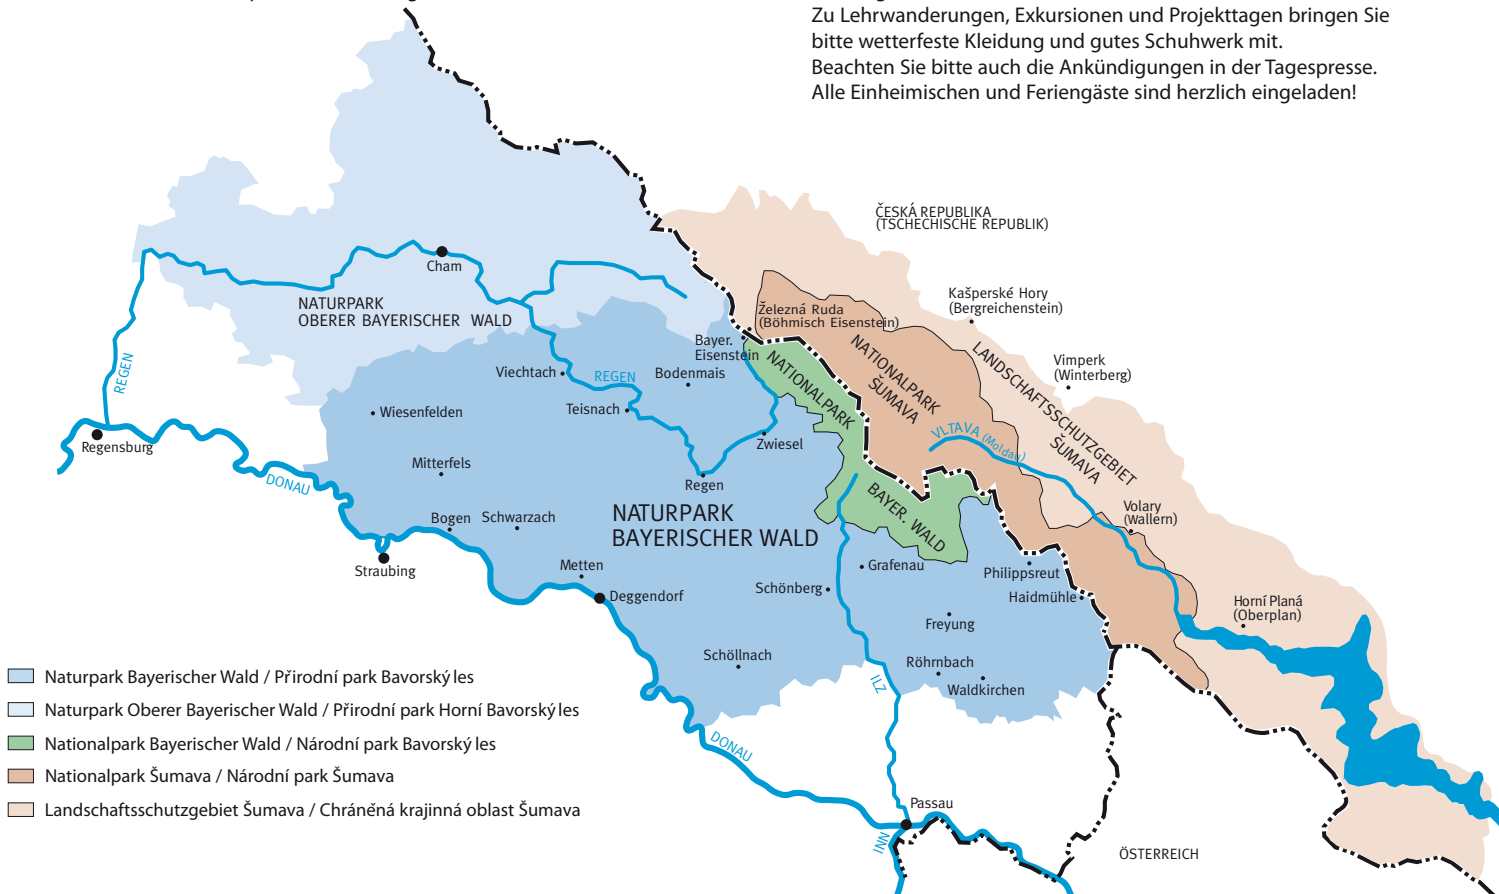 Zu Lehrwanderungen, Exkursionen und Projekttagen bringen Sie
bitte wetterfeste Kleidung und gutes Schuhwerk mit.
Beachten Sie bitte auch die Ankündigungen in der Tagespresse.
Alle Einheimischen und Feriengäste sind herzlich eingeladen!
ČESKÁ REPUBLIKA
(TSCHECHISCHE REPUBLIK)
Cham
NATURPARK
OBERER BAYERISCHER WALD
Kašperské Hory
(Bergreichenstein)
Železná Ruda
(Böhmisch Eisenstein)
Bayer.
Eisenstein
NATIONALPARK
ŠUMAVA
LANDSCHAFTSSCHUTZGEBIET
ŠUMAVA
Vimperk
(Winterberg)
REGEN
Viechtach
REGEN
Bodenmais
NATIONALPARK
BAYER. WALD
Teisnach
Wiesenfelden
VLTAVA (Moldau)
Regensburg
Zwiesel
Mitterfels
Regen
DONAU
Bogen
Schwarzach
NATURPARK
BAYERISCHER WALD
Volary
(Wallern)
Straubing
Metten
Deggendorf
Schönberg
Grafenau
Philippsreut
Haidmühle
Horní Planá
(Oberplan)
Freyung
Schöllnach
Röhrnbach
Waldkirchen
ILZ
DONAU
Passau
INN
ÖSTERREICH
Naturpark Bayerischer Wald / Přirodní park Bavorský les
Naturpark Oberer Bayerischer Wald / Přirodní park Horní Bavorský les
Nationalpark Bayerischer Wald / Národní park Bavorský les
Nationalpark Šumava / Národní park Šumava
Landschaftsschutzgebiet Šumava / Chráněná krajinná oblast Šumava